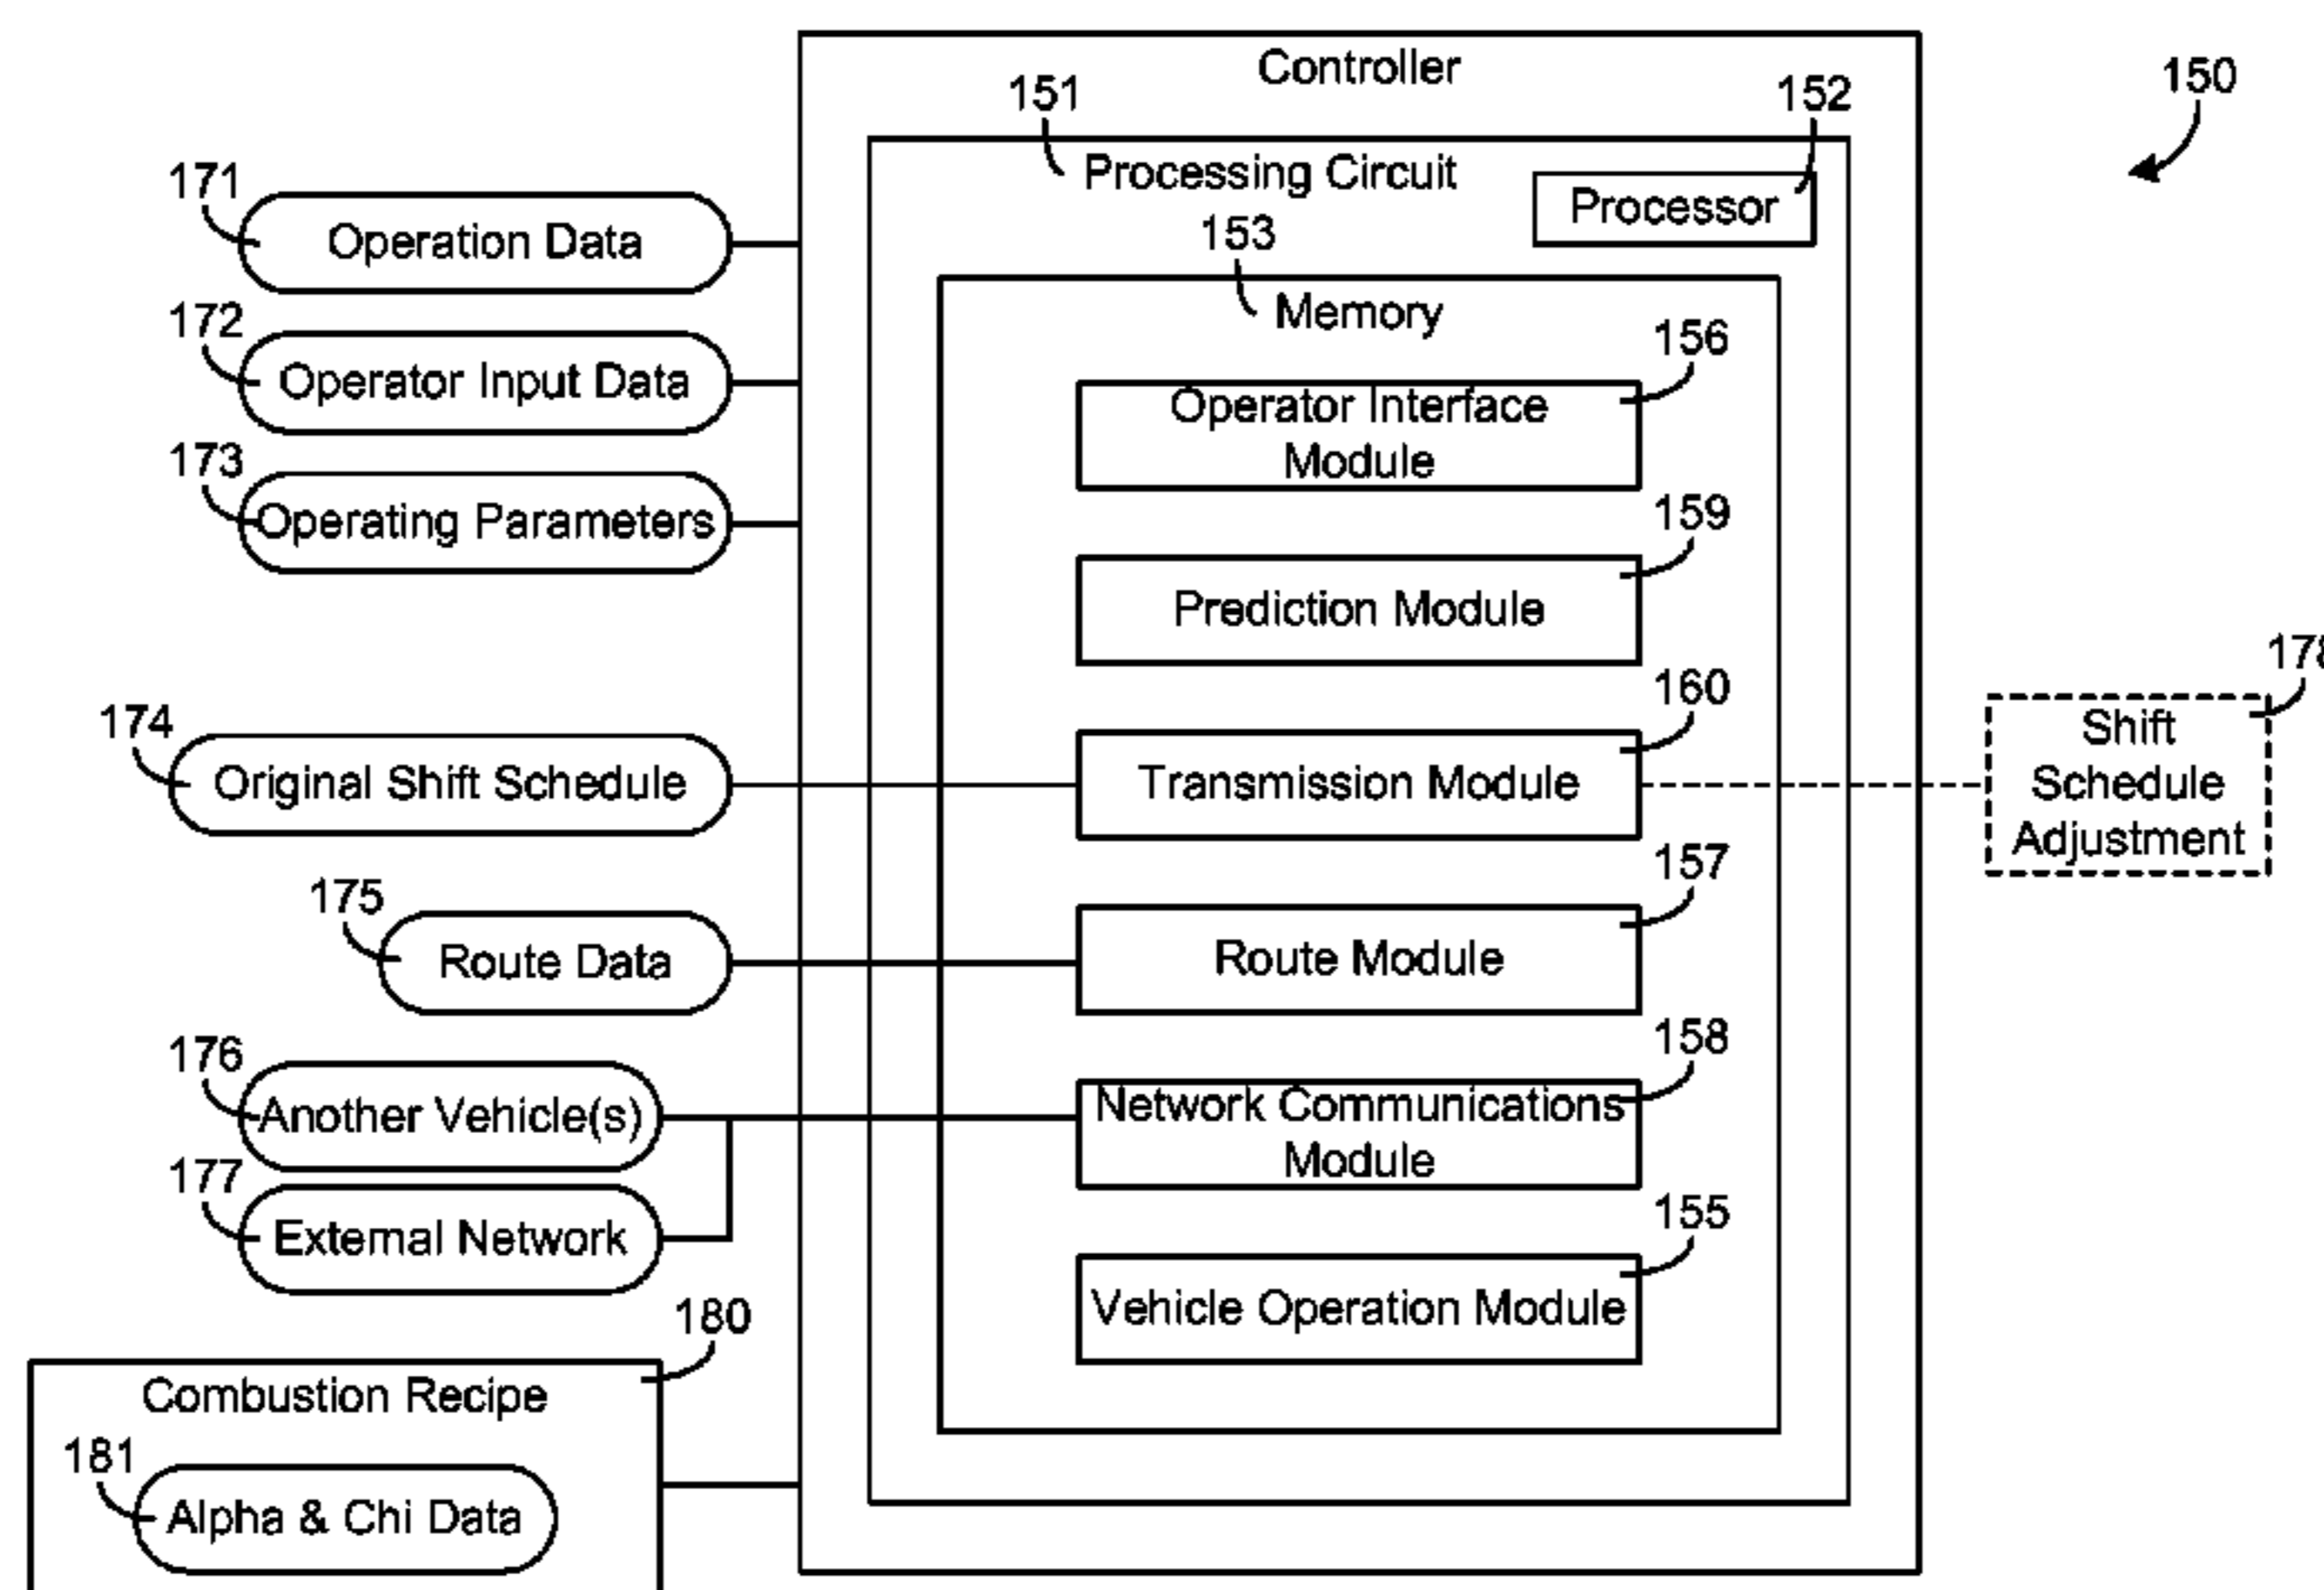 Controller
150
151
152
Processing Circuit
Processor
153
Memory
171
Operation Data
172
Operator Input Data
173
Operating Parameters
174
Original Shift Schedule
175
Route Data
176
Another Vehicle(s)
177
External Network
180
Combustion Recipe
181
Alpha & Chi Data
156
Operator Interface
Module
159
Prediction Module
160
Transmission Module
157
Route Module
158
Network Communications
Module
155
Vehicle Operation Module
178
Shift
Schedule
Adjustment